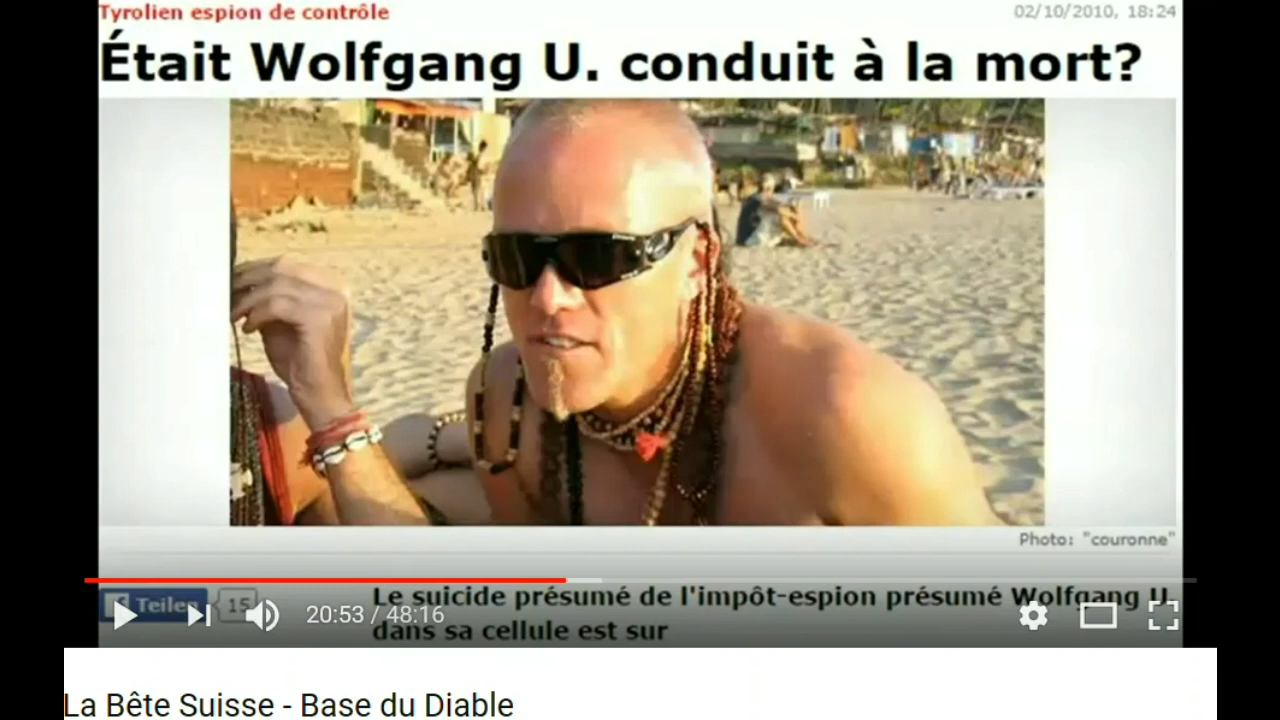 Tyrolien espion de contrôle
02/10/2010, 18:24
Était Wolfgang U. conduit à la mort?
Photo: "couronne"
Teilen
15
Le suicide présumé de l'impôt-espion présumé Wolfgang U.
dans sa cellule est sur
20:53 / 48:16
La Bête Suisse - Base du Diable